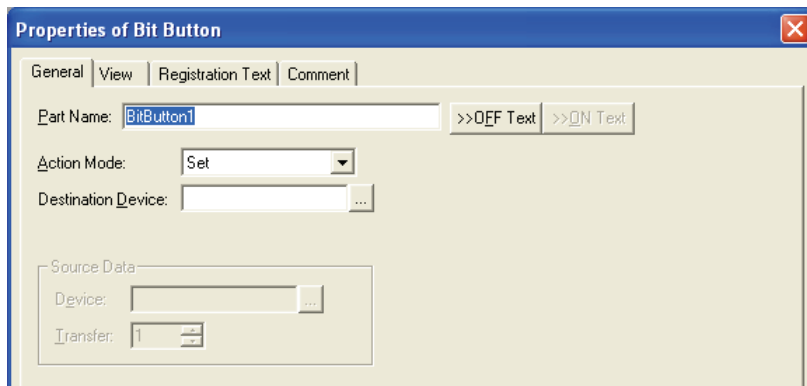 Properties of Bit Button
General View Registration Text Comment
Part Name: BitButton1 >>OFF Text >>ON Text
Action Mode: Set
Destination Device: ...
Source Data
Device: ...
Transfer: 1